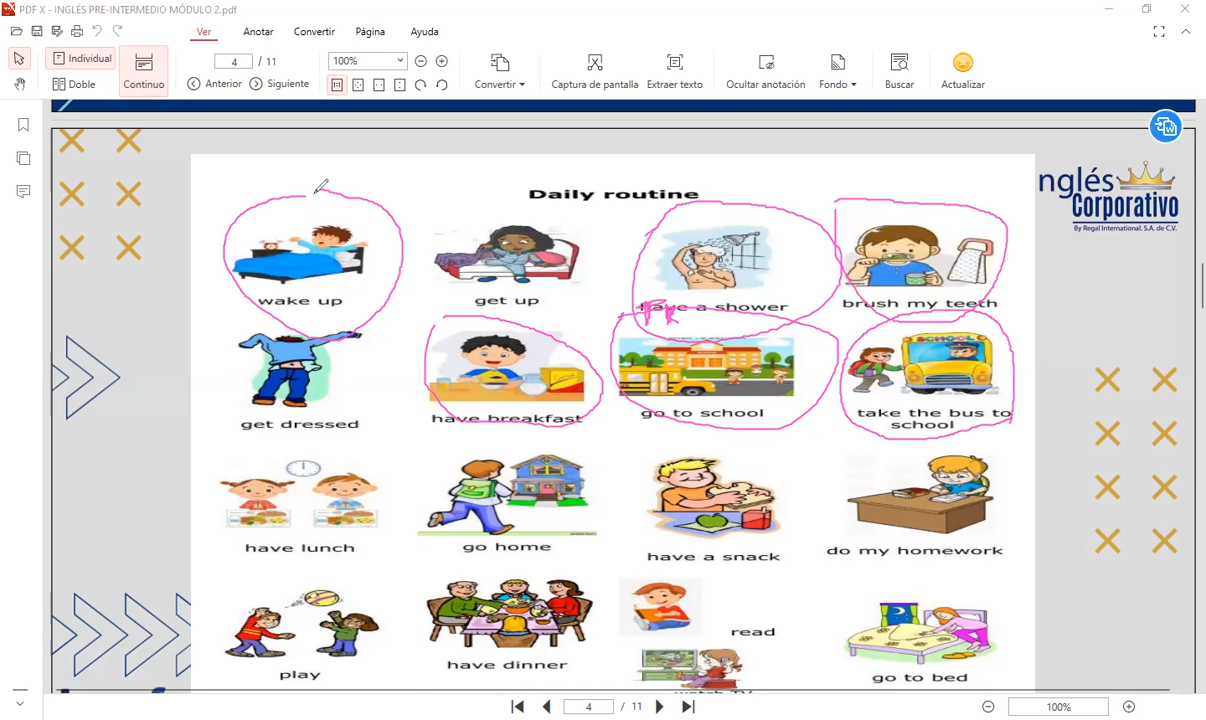 PDF X - INGLÉS PRE-INTERMEDIO MÓDULO 2.pdf
Ver Anotar Convertir Página Ayuda
Individual
Doble
Continuo
4 / 11
Anterior Siguiente
100%
Convertir
Captura de pantalla
Extraer texto
Ocultar anotación
Fondo
Buscar
Actualizar
nglés
Corporativo
By Regal International. S.A. de C.V.
Daily routine
wake up
get up
have a shower
brush my teeth
SCHOOL
get dressed
have breakfast
go to school
take the bus to
school
have lunch
go home
have a snack
do my homework
play
have dinner
read
watch TV
go to bed
4 / 11
100%